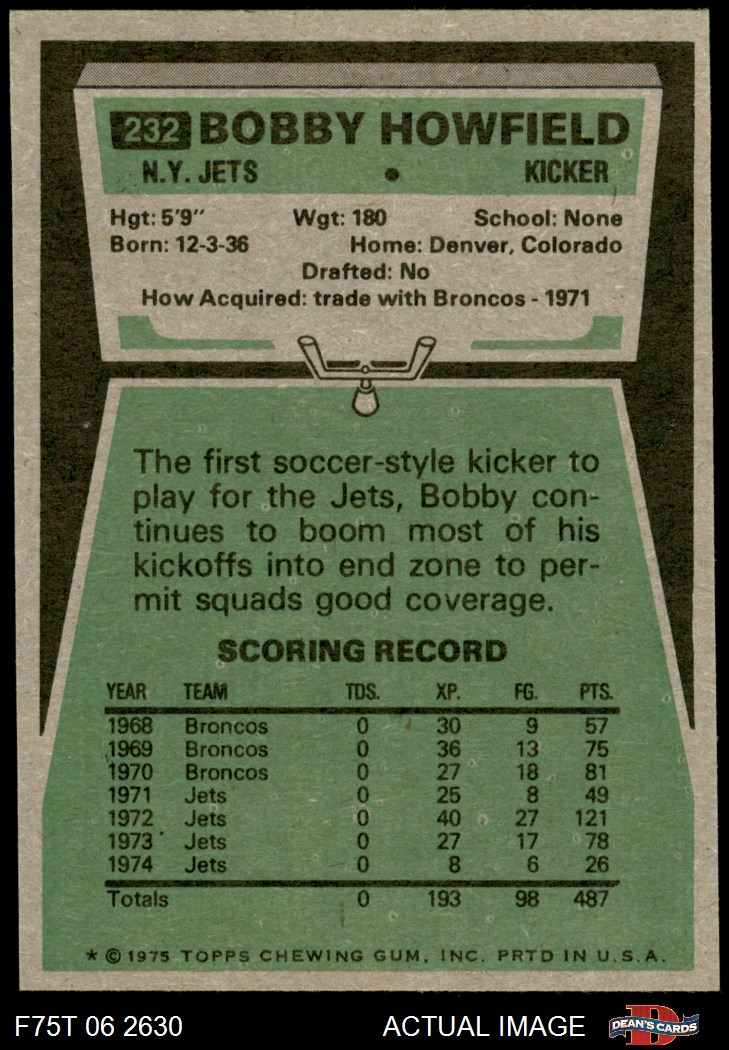 232 BOBBY HOWFIELD
N.Y. JETS • KICKER
Hgt: 5'9" Wgt: 180 School: None
Born: 12-3-36 Home: Denver, Colorado
Drafted: No
How Acquired: trade with Broncos - 1971
The first soccer-style kicker to
play for the Jets, Bobby con-
tinues to boom most of his
kickoffs into end zone to per-
mit squads good coverage.
SCORING RECORD
YEAR TEAM TDS. XP. FG. PTS.
1968 Broncos 0 30 9 57
1969 Broncos 0 36 13 75
1970 Broncos 0 27 18 81
1971 Jets 0 25 8 49
1972 Jets 0 40 27 121
1973 Jets 0 27 17 78
1974 Jets 0 8 6 26
Totals 0 193 98 487
* © 1975 TOPPS CHEWING GUM, INC. PRTD IN U.S.A.
F75T 06 2630 ACTUAL IMAGE D DEAN'S CARDS